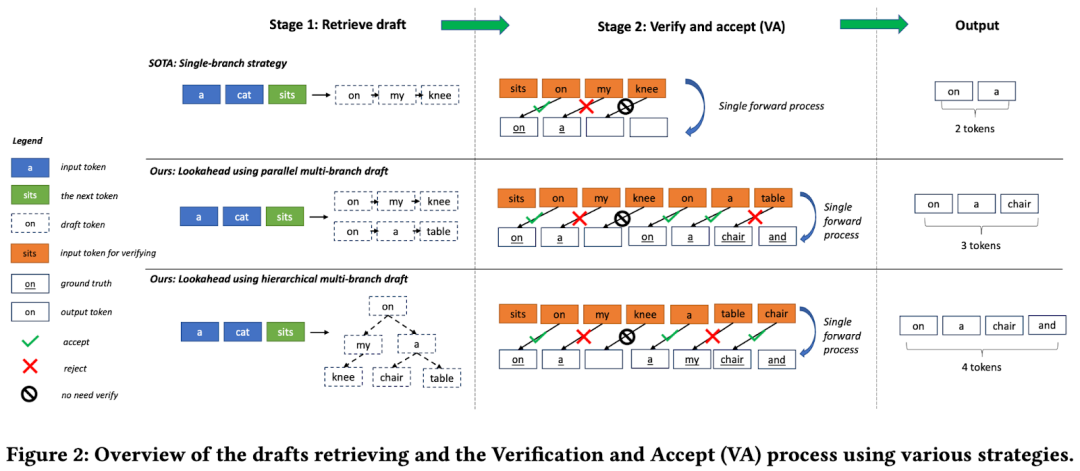 Stage 1: Retrieve draft
Stage 2: Verify and accept (VA)
Output
SOTA: Single-branch strategy
a cat sits on my knee
sits on my knee
on a
Single forward process
on a
2 tokens
Legend
a input token
sits the next token
on draft token
sits input token for verifying
on ground truth
on output token
accept
reject
no need verify
Ours: Lookahead using parallel multi-branch draft
a cat sits
on my knee
on a table
sits on my knee on a table
on a on a chair and
Single
forward
process
on a chair
3 tokens
Ours: Lookahead using hierarchical multi-branch draft
a cat sits
on
my a
knee chair table
sits on my knee a table chair
on a a my chair and
Single
forward
process
on a chair and
4 tokens
Figure 2: Overview of the drafts retrieving and the Verification and Accept (VA) process using various strategies.